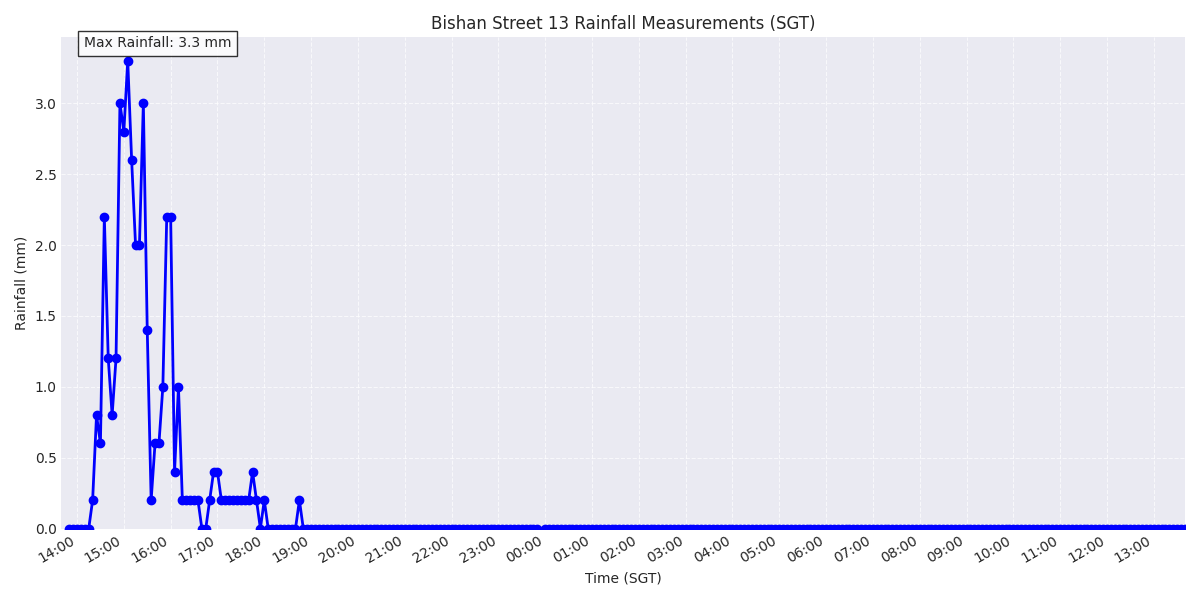 Bishan Street 13 Rainfall Measurements (SGT)
Max Rainfall: 3.3 mm
Rainfall (mm)
3.0
2.5
2.0
1.5
1.0
0.5
0.0
14:00 15:00 16:00 17:00 18:00 19:00 20:00 21:00 22:00 23:00 00:00 01:00 02:00 03:00 04:00 05:00 06:00 07:00 08:00 09:00 10:00 11:00 12:00 13:00
Time (SGT)